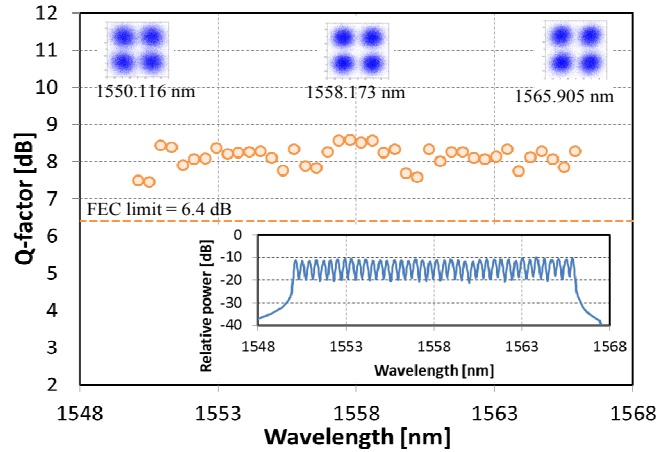 12
11
10
9
8
7
6
5
4
3
2
Q-factor [dB]
1550.116 nm
1558.173 nm
1565.905 nm
FEC limit = 6.4 dB
0
-10
-20
-30
-40
Relative power [dB]
1548 1553 1558 1563 1568
Wavelength [nm]
1548 1553 1558 1563 1568
Wavelength [nm]